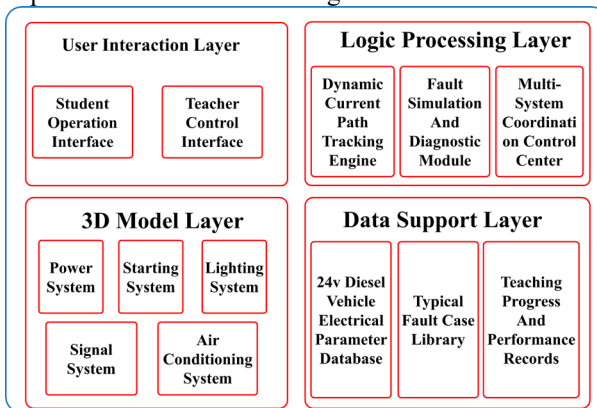 User Interaction Layer
Student
Operation
Interface
Teacher
Control
Interface
Logic Processing Layer
Dynamic
Current
Path
Tracking
Engine
Fault
Simulation
And
Diagnostic
Module
Multi-
System
Coordinati
on Control
Center
3D Model Layer
Power
System
Starting
System
Lighting
System
Signal
System
Air
Conditioning
System
Data Support Layer
24v Diesel
Vehicle
Electrical
Parameter
Database
Typical
Fault Case
Library
Teaching
Progress
And
Performance
Records